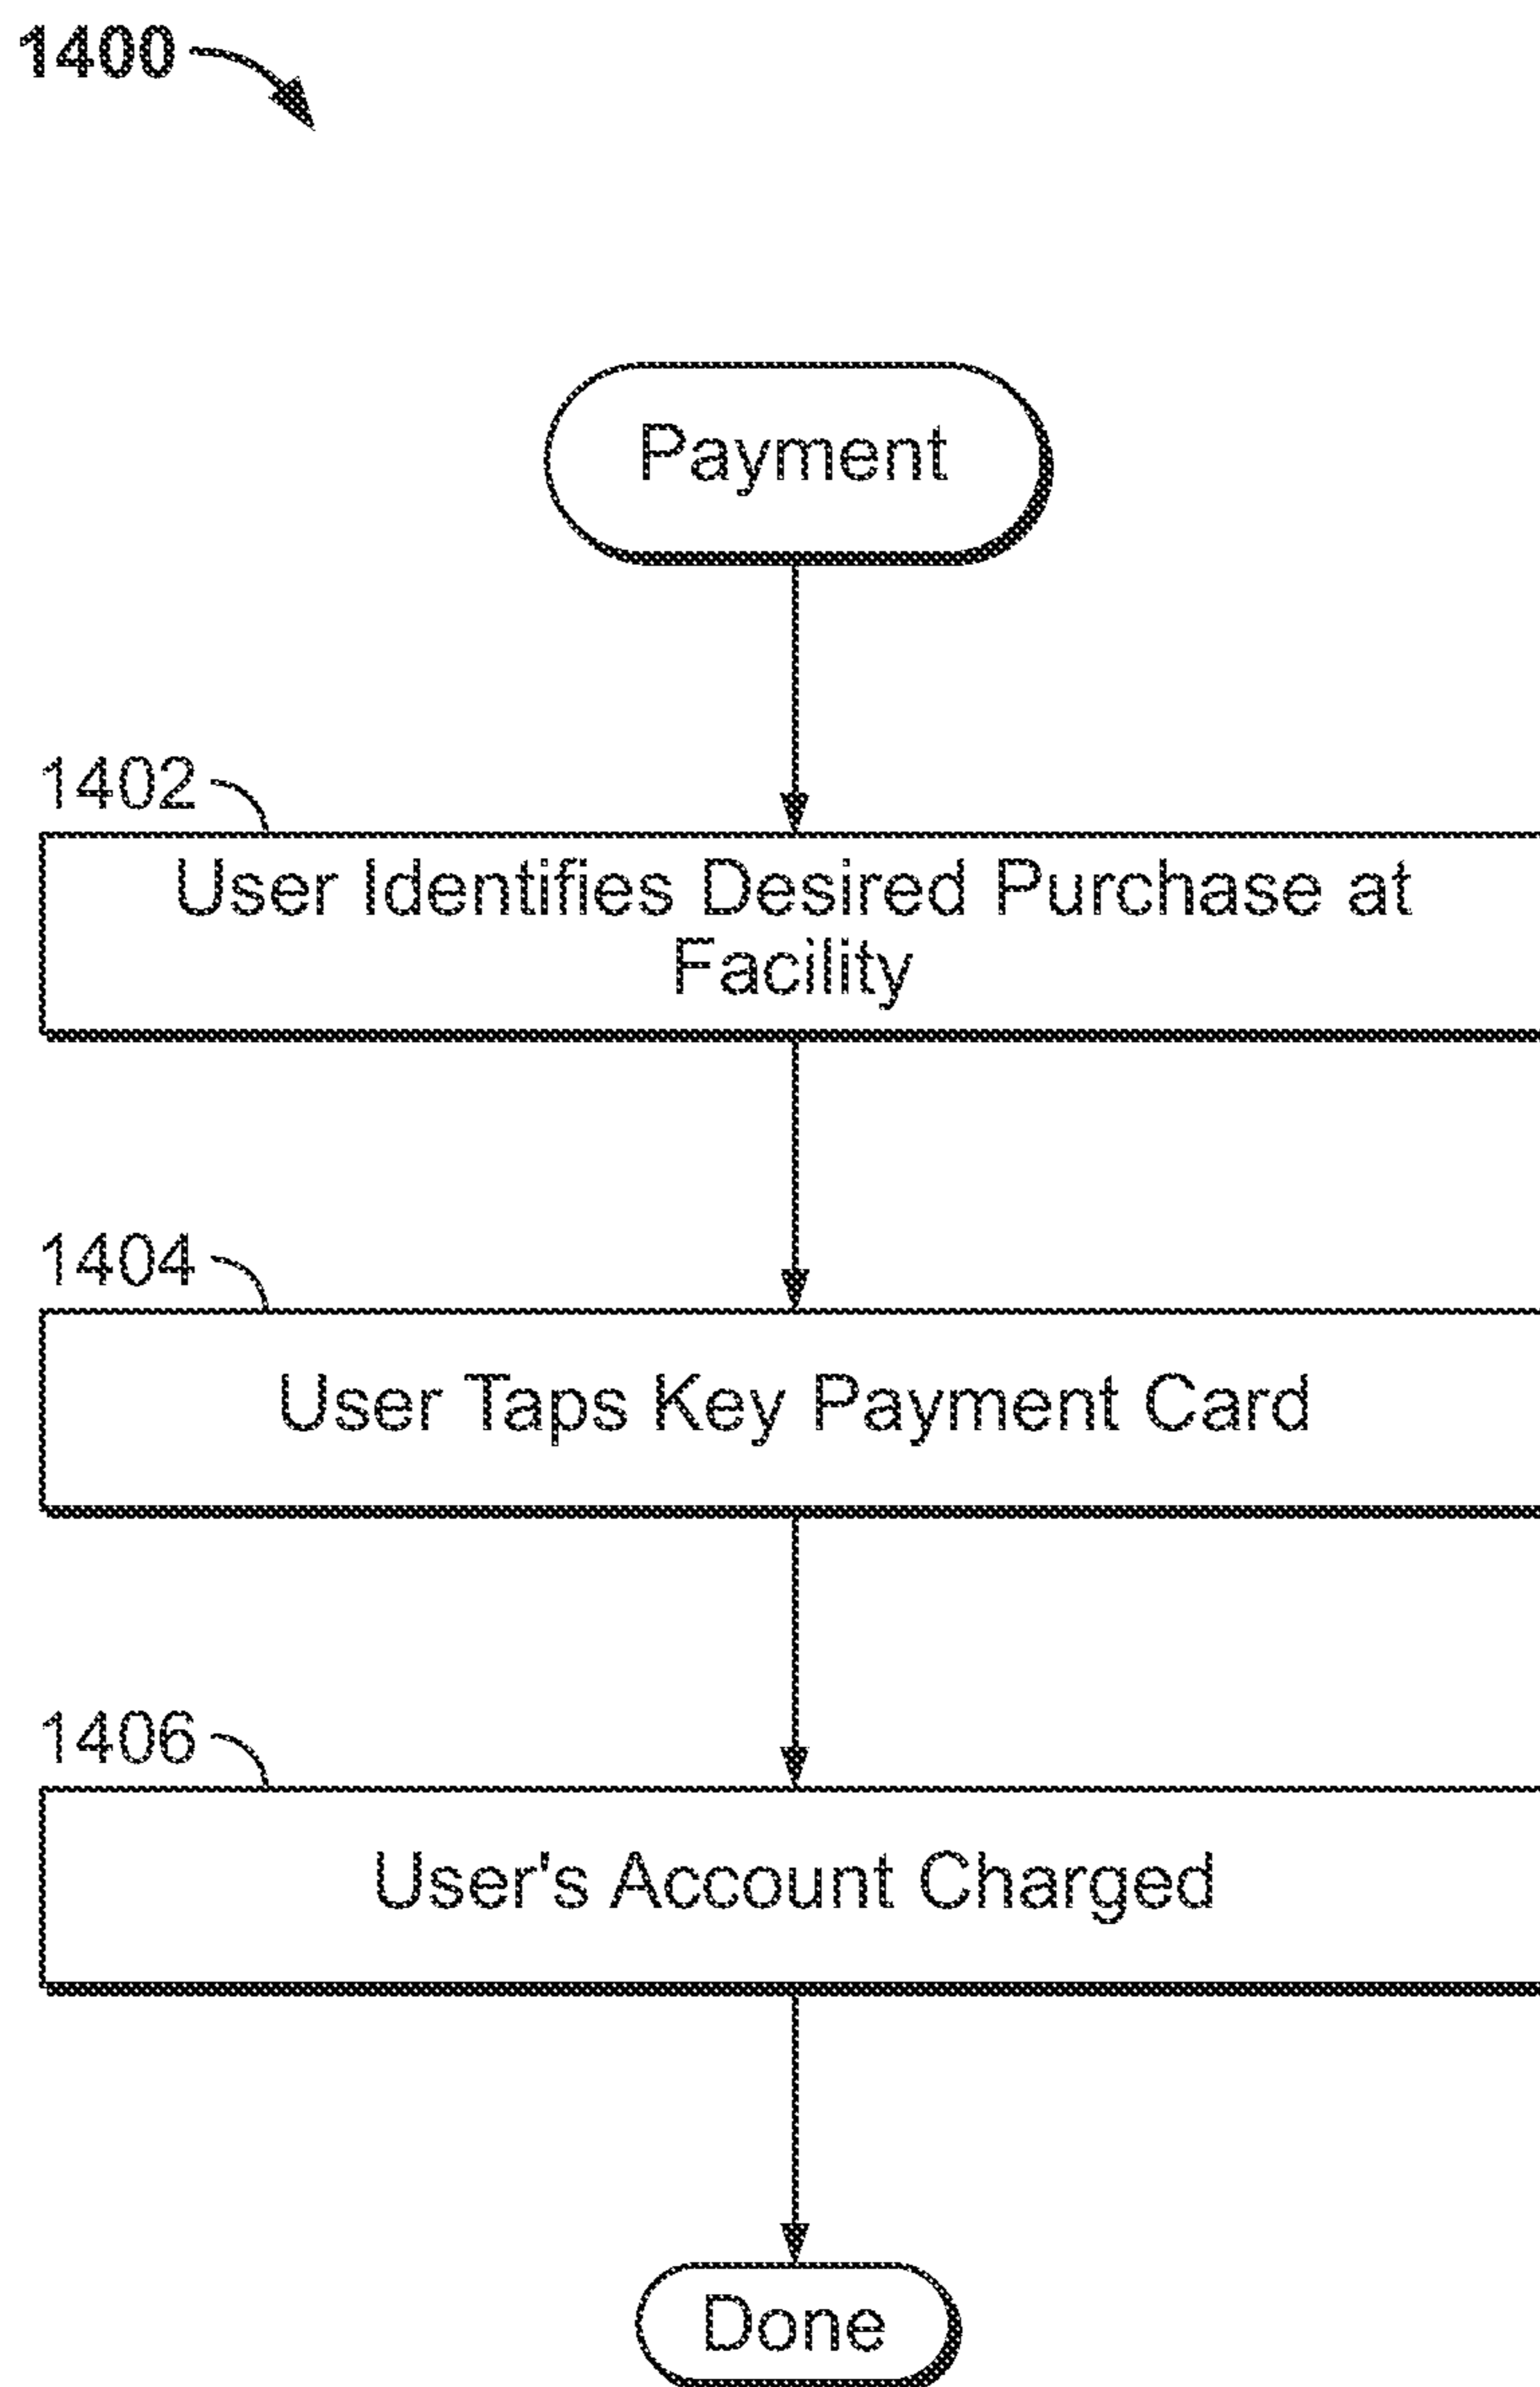 1400
Payment
1402
User Identifies Desired Purchase at
Facility
1404
User Taps Key Payment Card
1406
User's Account Charged
Done